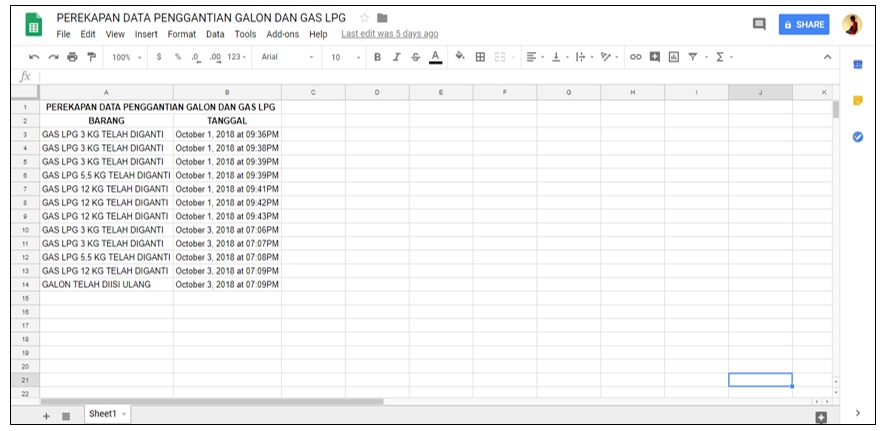 PEREKAPAN DATA PENGGANTIAN GALON DAN GAS LPG
SHARE
File Edit View Insert Format Data Tools Add-ons Help Last edit was 5 days ago
100% $ % .0 .00 123 Arial 10 B I S A Σ
fx
A B C D E F G H I J K
1 PEREKAPAN DATA PENGGANTIAN GALON DAN GAS LPG
2 BARANG TANGGAL
3 GAS LPG 3 KG TELAH DIGANTI October 1, 2018 at 09:36PM
4 GAS LPG 3 KG TELAH DIGANTI October 1, 2018 at 09:38PM
5 GAS LPG 3 KG TELAH DIGANTI October 1, 2018 at 09:39PM
6 GAS LPG 5,5 KG TELAH DIGANTI October 1, 2018 at 09:39PM
7 GAS LPG 12 KG TELAH DIGANTI October 1, 2018 at 09:41PM
8 GAS LPG 12 KG TELAH DIGANTI October 1, 2018 at 09:42PM
9 GAS LPG 12 KG TELAH DIGANTI October 1, 2018 at 09:43PM
10 GAS LPG 3 KG TELAH DIGANTI October 3, 2018 at 07:06PM
11 GAS LPG 3 KG TELAH DIGANTI October 3, 2018 at 07:07PM
12 GAS LPG 5,5 KG TELAH DIGANTI October 3, 2018 at 07:08PM
13 GAS LPG 12 KG TELAH DIGANTI October 3, 2018 at 07:09PM
14 GALON TELAH DIISI ULANG October 3, 2018 at 07:09PM
15
16
17
18
19
20
21
22
Sheet1